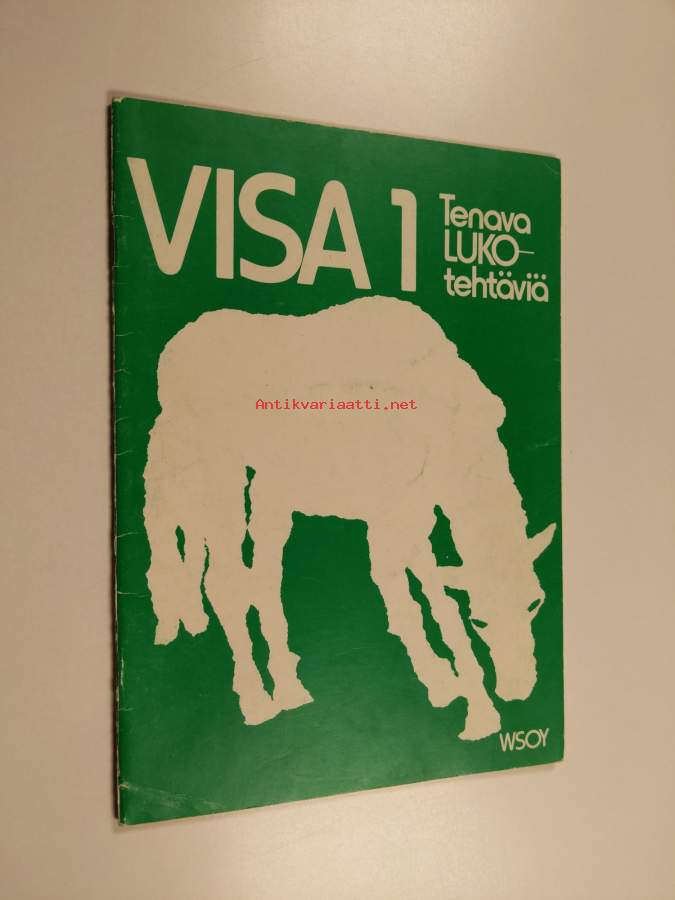 VISA 1
Tenava
LUKO–
tehtäviä
Antikvariaatti.net
WSOY